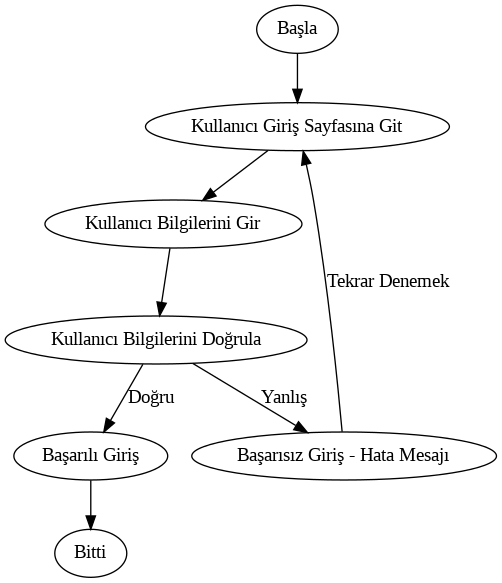 Başla
Kullanıcı Giriş Sayfasına Git
Kullanıcı Bilgilerini Gir
Tekrar Denemek
Kullanıcı Bilgilerini Doğrula
Doğru
Yanlış
Başarılı Giriş
Başarısız Giriş - Hata Mesajı
Bitti